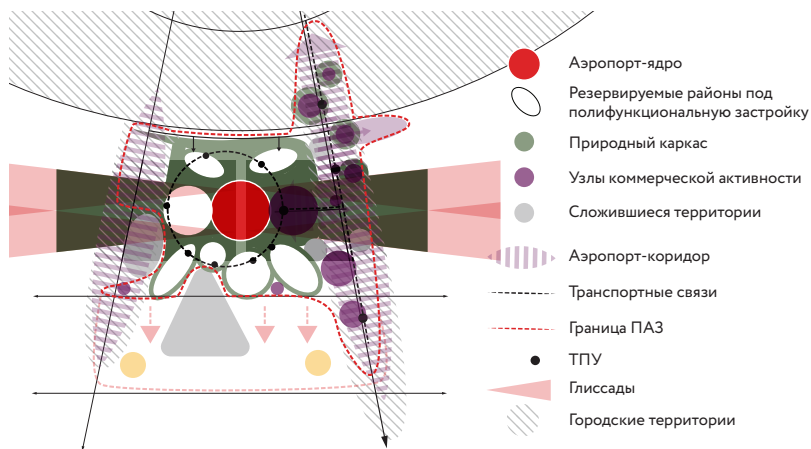 Аэропорт-ядро
Резервируемые районы под
полифункциональную застройку
Природный каркас
Узлы коммерческой активности
Сложившиеся территории
Аэропорт-коридор
Транспортные связи
Граница ПАЗ
ТПУ
Глиссады
Городские территории